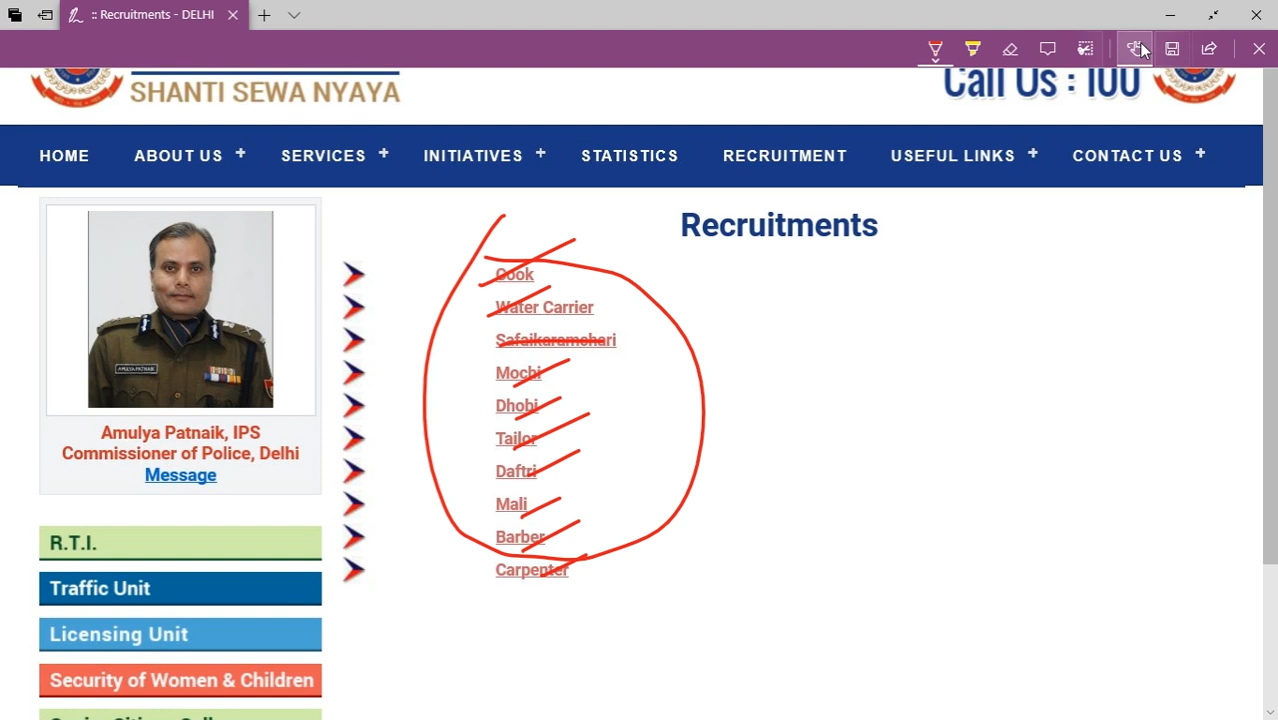 :: Recruitments - DELHI
SHANTI SEWA NYAYA
Call Us : 100
HOME ABOUT US + SERVICES + INITIATIVES + STATISTICS RECRUITMENT USEFUL LINKS + CONTACT US +
Recruitments
Cook
Water Carrier
Safaikaramchari
Mochi
Dhobi
Tailor
Daftri
Mali
Barber
Carpenter
AMULYA PATNAIK
Amulya Patnaik, IPS
Commissioner of Police, Delhi
Message
R.T.I.
Traffic Unit
Licensing Unit
Security of Women & Children